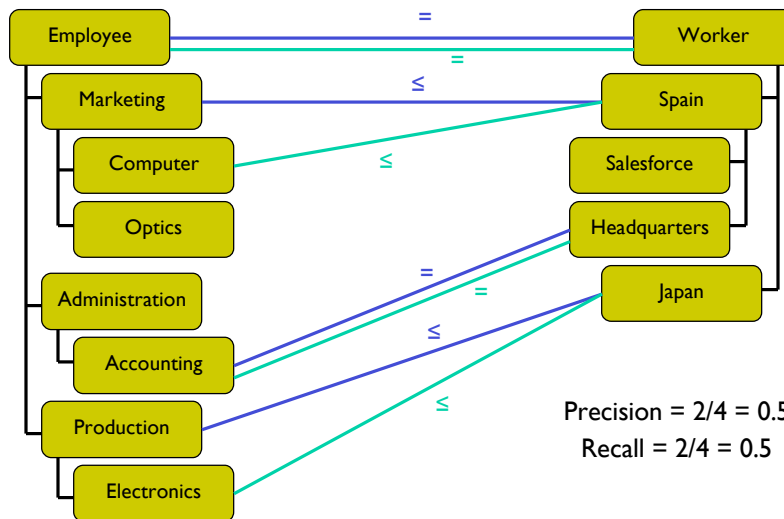 Employee
=
=
Worker
Marketing
≤
Spain
Computer
≤
Salesforce
Optics
Headquarters
Administration
=
=
Japan
Accounting
≤
Production
≤
Precision = 2/4 = 0.5
Recall = 2/4 = 0.5
Electronics